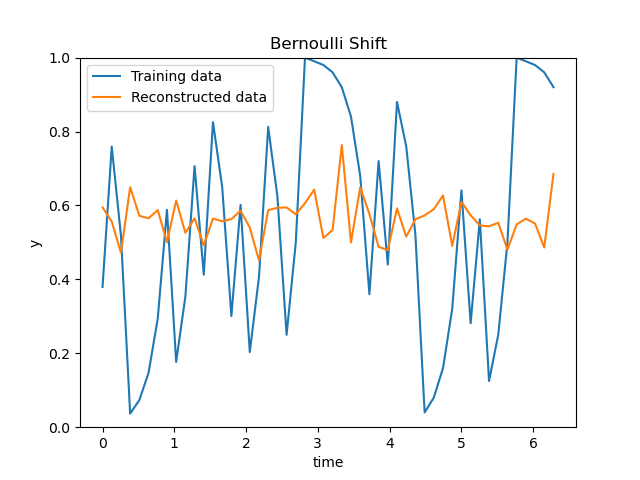 Bernoulli Shift
Training data
Reconstructed data
1.0
0.8
0.6
0.4
0.2
0.0
y
0 1 2 3 4 5 6
time